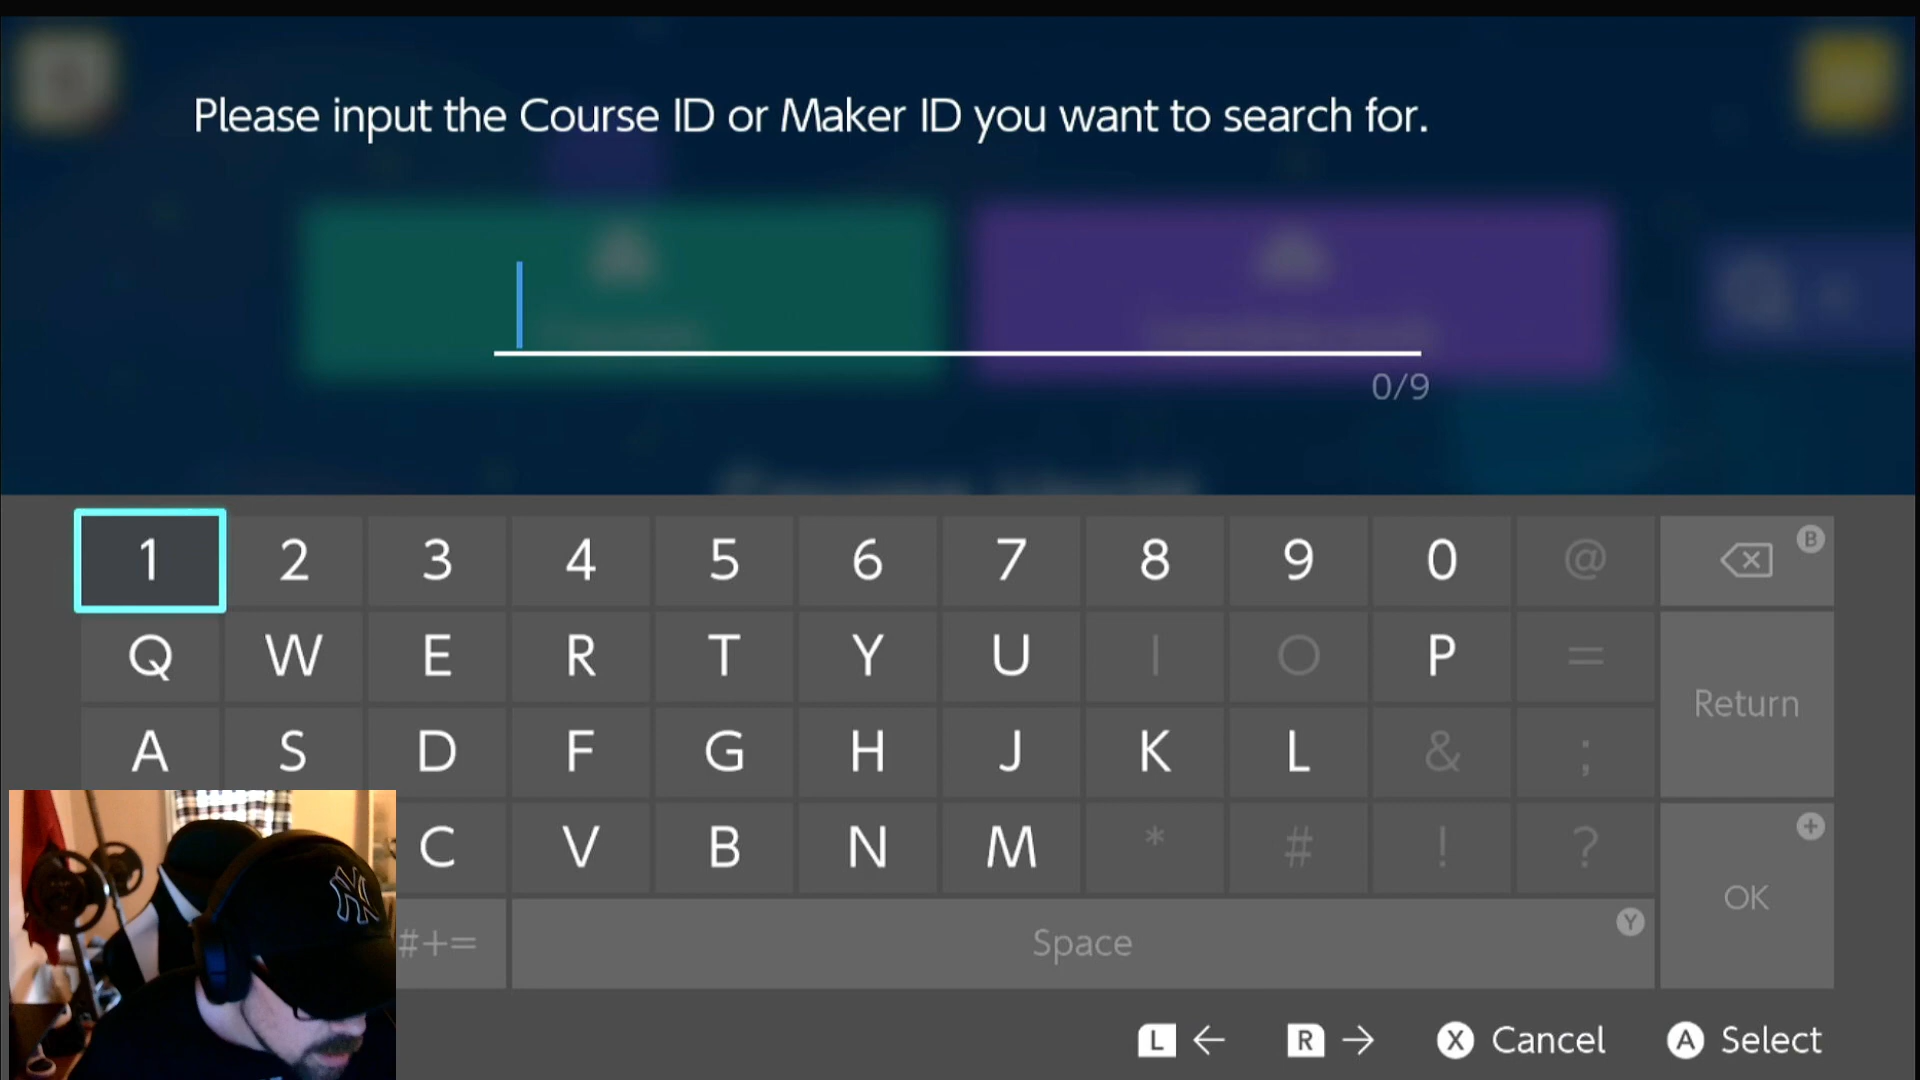 Please input the Course ID or Maker ID you want to search for.
0/9
1 2 3 4 5 6 7 8 9 0 @ B
Q W E R T Y U I O P =
Return
A S D F G H J K L & ;
C V B N M * # ! ? +
OK
#+= Space Y
L ← R → X Cancel A Select
NY